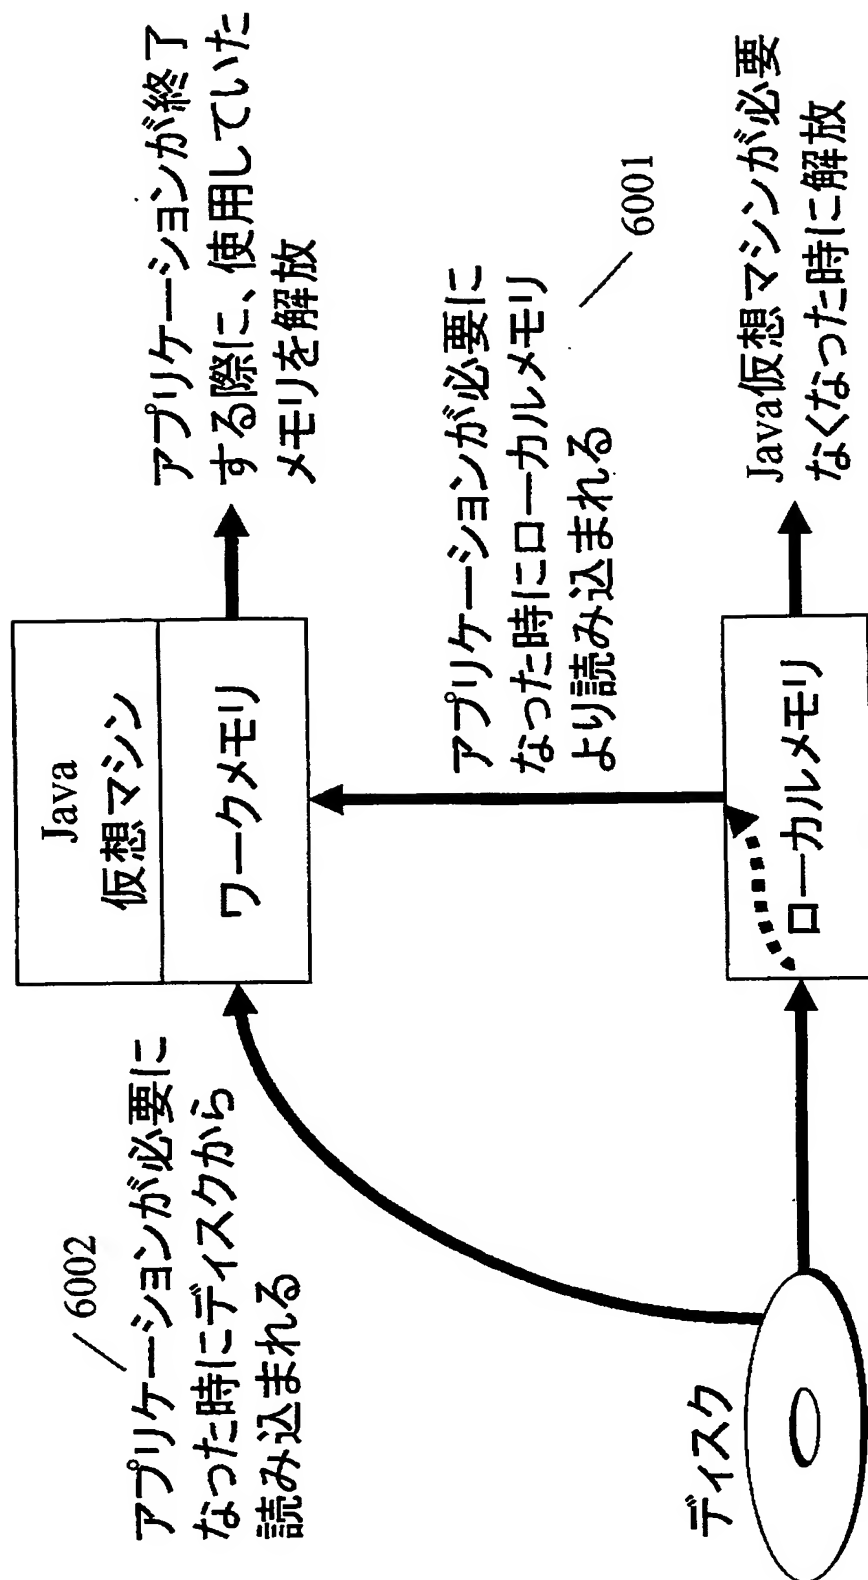 6002
アプリケーションが必要に
なった時にディスクから
読み込まれる
Java
仮想マシン
ワークメモリ
アプリケーションが終了
する際に、使用していた
メモリを解放
アプリケーションが必要に
なった時にローカルメモリ
より読み込まれる
6001
ディスク
ローカルメモリ
Java仮想マシンが必要
なくなった時に解放